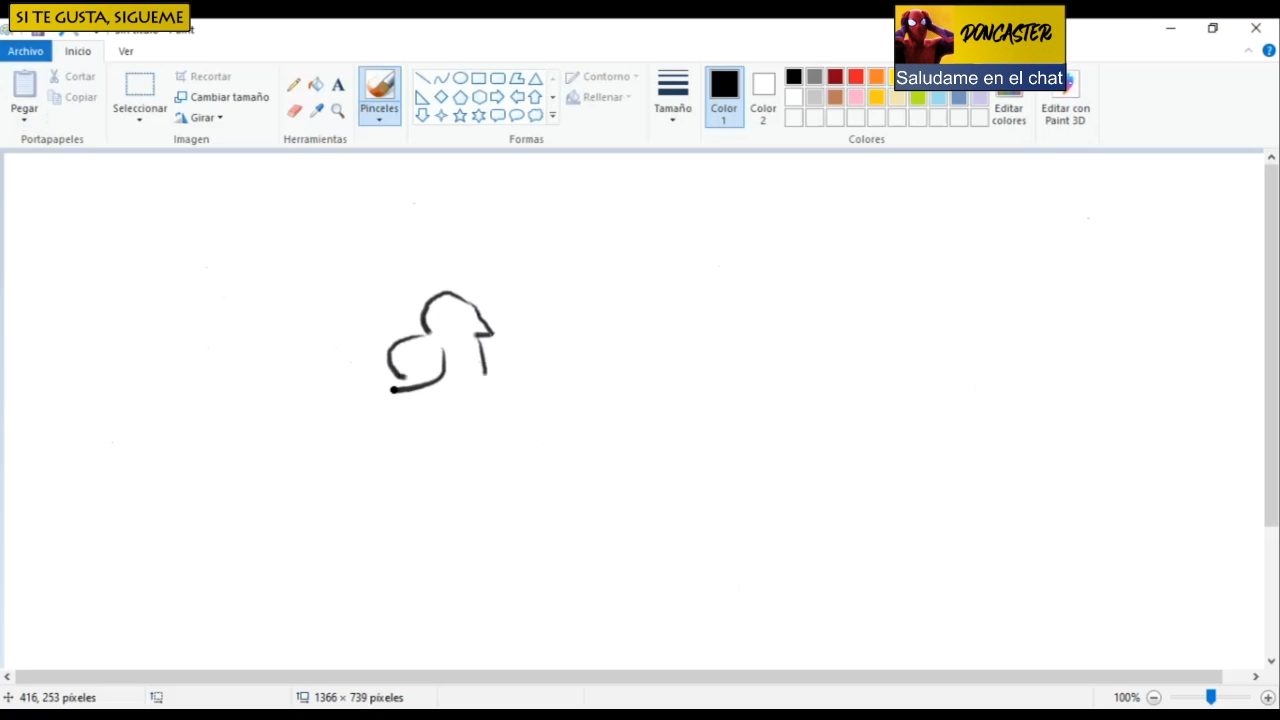 SI TE GUSTA, SIGUEME
DONCASTER
Saludame en el chat
Archivo
Inicio
Ver
Pegar
Cortar
Copiar
Portapapeles
Seleccionar
Recortar
Cambiar tamaño
Girar
Imagen
A
Herramientas
Pinceles
Contorno
Rellenar
Formas
Tamaño
Color
1
Color
2
Editar
colores
Editar con
Paint 3D
Colores
416, 253 píxeles
1366 × 739 píxeles
100%